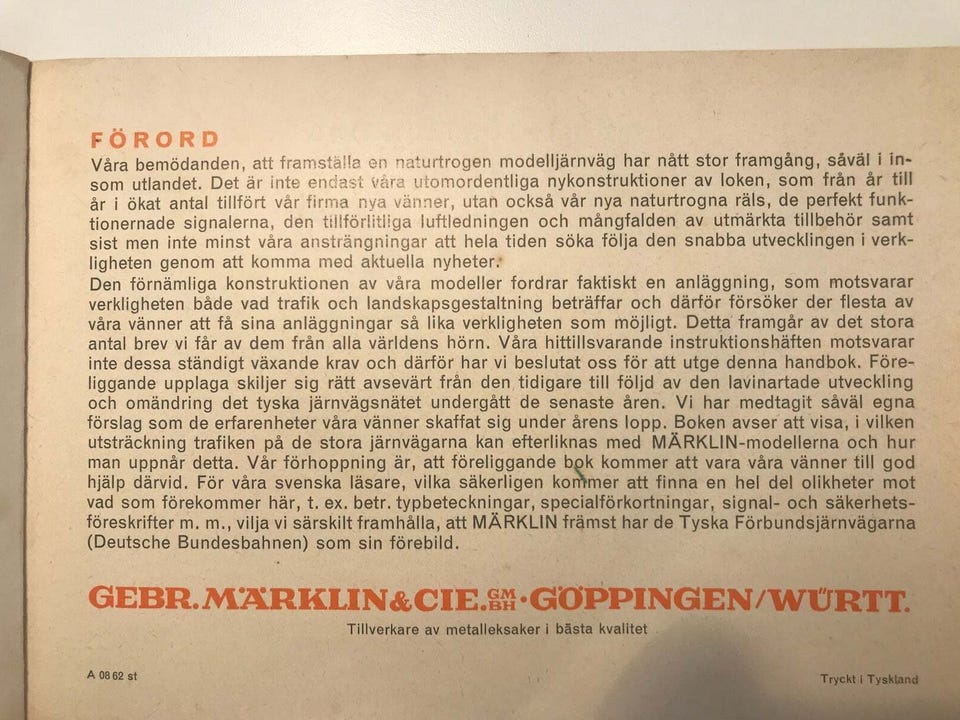 FÖRORD
Våra bemödanden, att framställa en naturtrogen modelljärnväg har nått stor framgång, såväl i in-
som utlandet. Det är inte endast våra utomordentliga nykonstruktioner av loken, som från år till
år i ökat antal tillfört vår firma nya vänner, utan också vår nya naturtrogna räls, de perfekt funk-
tionernade signalerna, den tillförlitliga luftledningen och mångfalden av utmärkta tillbehör samt
sist men inte minst våra ansträngningar att hela tiden söka följa den snabba utvecklingen i verk-
ligheten genom att komma med aktuella nyheter.
Den förnämliga konstruktionen av våra modeller fordrar faktiskt en anläggning, som motsvarar
verkligheten både vad trafik och landskapsgestaltning beträffar och därför försöker der flesta av
våra vänner att få sina anläggningar så lika verkligheten som möjligt. Detta framgår av det stora
antal brev vi får av dem från alla världens hörn. Våra hittillsvarande instruktionshäften motsvarar
inte dessa ständigt växande krav och därför har vi beslutat oss för att utge denna handbok. Före-
liggande upplaga skiljer sig rätt avsevärt från den tidigare till följd av den lavinartade utveckling
och omändring det tyska järnvägsnätet undergått de senaste åren. Vi har medtagit såväl egna
förslag som de erfarenheter våra vänner skaffat sig under årens lopp. Boken avser att visa, i vilken
utsträckning trafiken på de stora järnvägarna kan efterliknas med MÄRKLIN-modellerna och hur
man uppnår detta. Vår förhoppning är, att föreliggande bok kommer att vara våra vänner till god
hjälp därvid. För våra svenska läsare, vilka säkerligen kommer att finna en hel del olikheter mot
vad som förekommer här, t. ex. betr. typbeteckningar, specialförkortningar, signal- och säkerhets-
föreskrifter m. m., vilja vi särskilt framhålla, att MÄRKLIN främst har de Tyska Förbundsjärnvägarna
(Deutsche Bundesbahnen) som sin förebild.
GEBR. MÄRKLIN & CIE. GMBH · GÖPPINGEN/WÜRTT.
Tillverkare av metalleksaker i bästa kvalitet
A 08 62 st
Tryckt i Tyskland